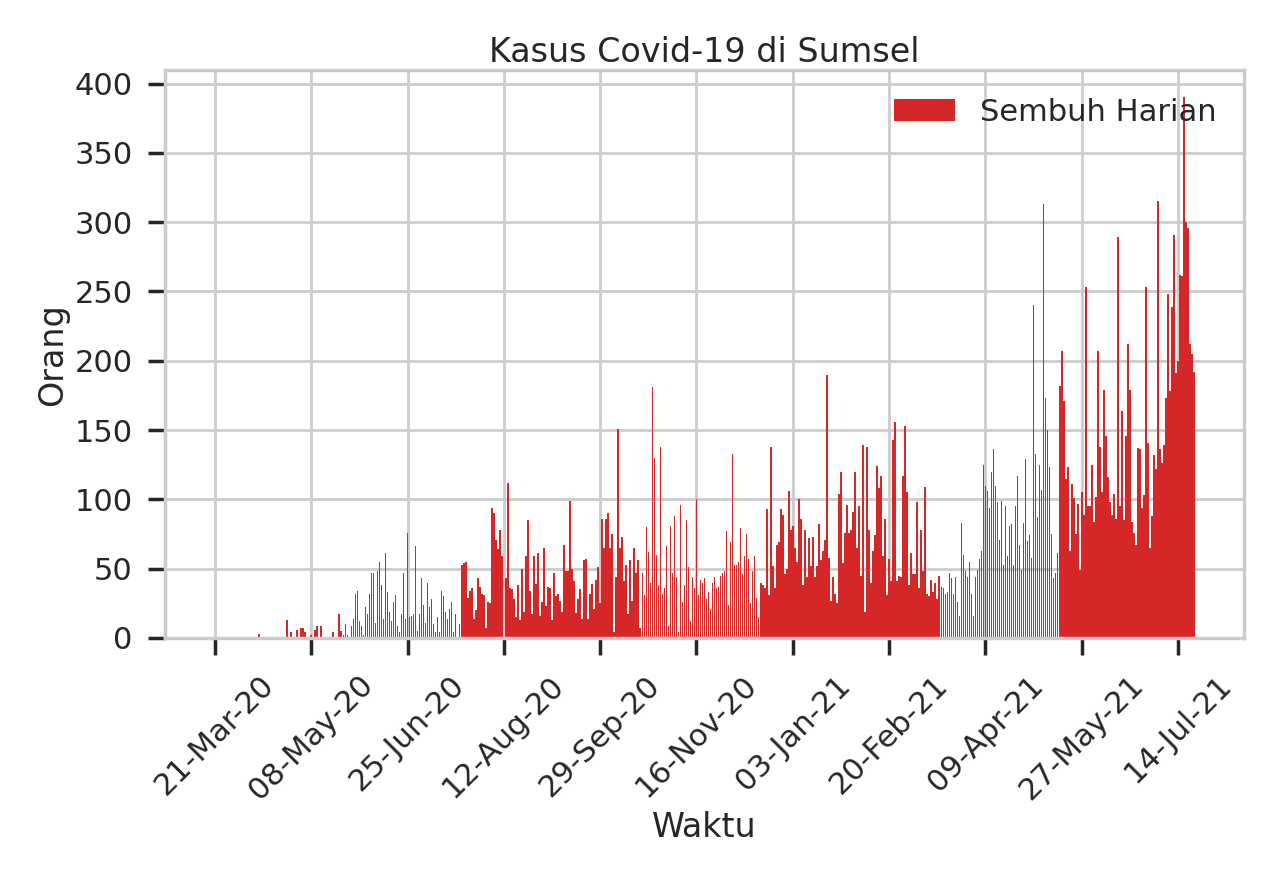 Kasus Covid-19 di Sumsel
Sembuh Harian
Orang
400
350
300
250
200
150
100
50
0
21-Mar-20
08-May-20
25-Jun-20
12-Aug-20
29-Sep-20
16-Nov-20
03-Jan-21
20-Feb-21
09-Apr-21
27-May-21
14-Jul-21
Waktu